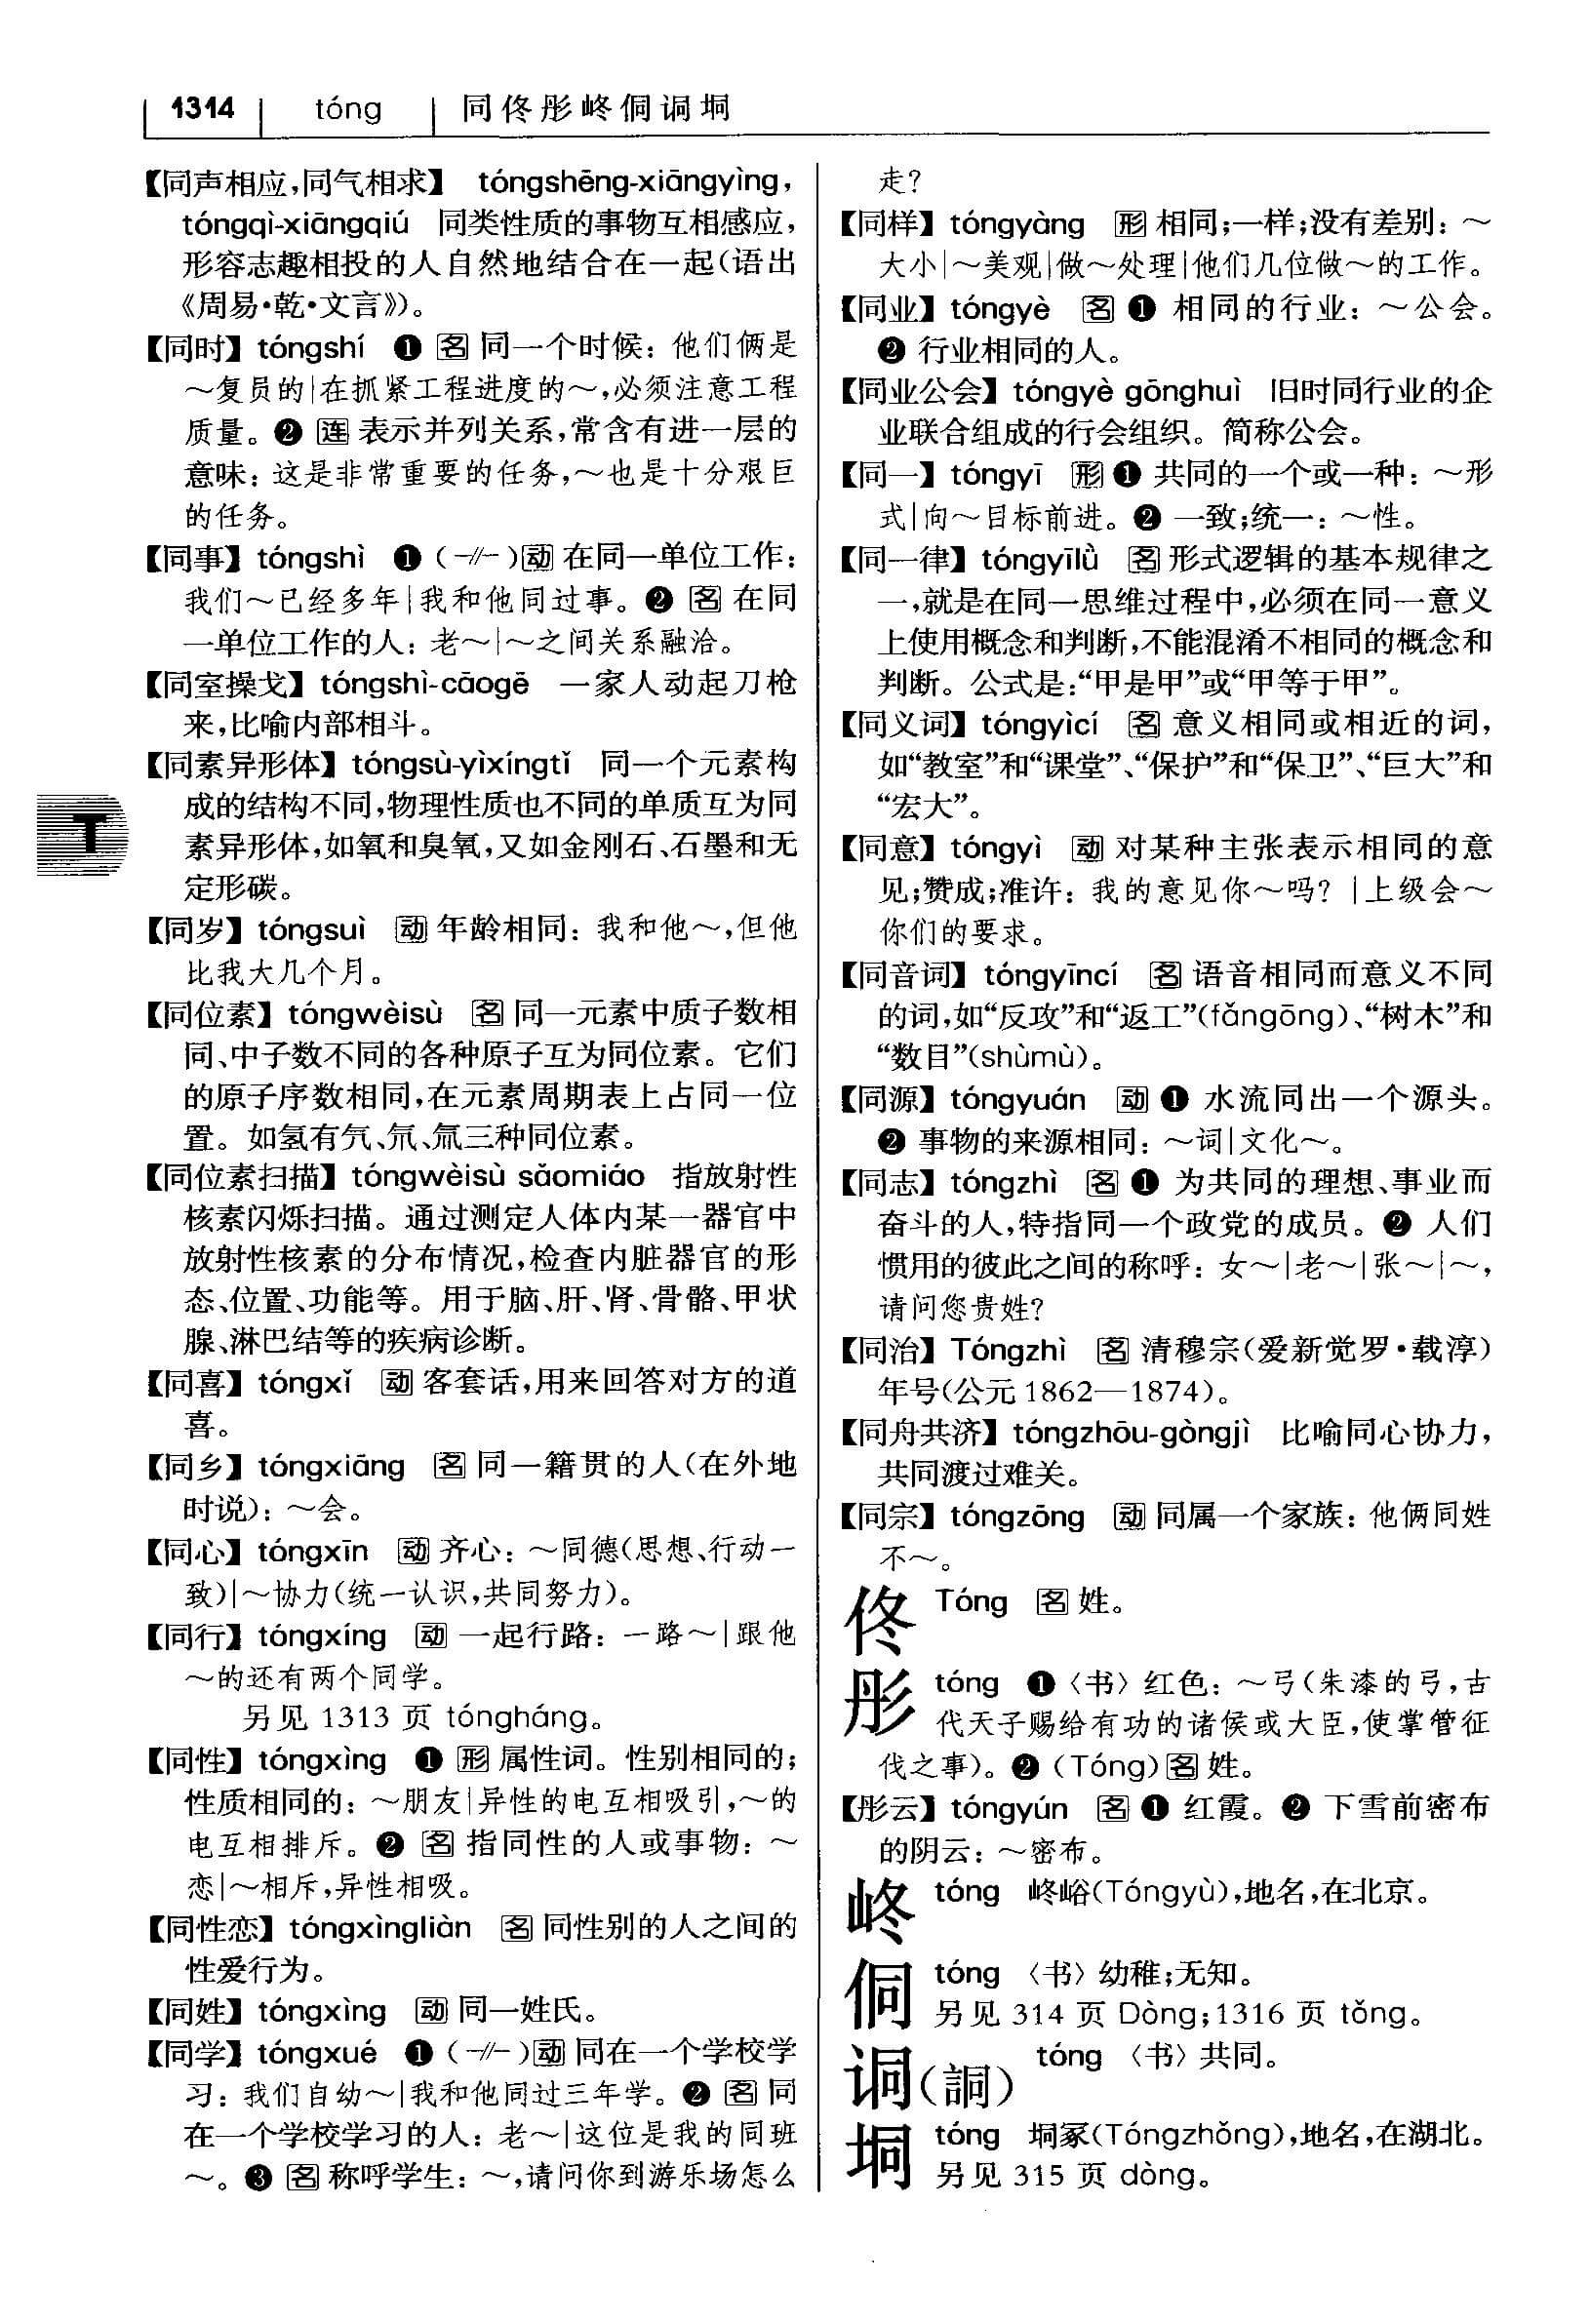 1314 tóng 同佟彤峂侗诇垌
【同声相应,同气相求】 tóngshēng-xiāngyìng,
tóngqì-xiāngqiú 同类性质的事物互相感应,
形容志趣相投的人自然地结合在一起(语出
《周易·乾·文言》)。
【同时】 tóngshí ❶ 名 同一个时候：他们俩是
～复员的|在抓紧工程进度的～,必须注意工程
质量。❷ 连 表示并列关系,常含有进一层的
意味：这是非常重要的任务,～也是十分艰巨
的任务。
【同事】 tóngshì ❶ (-//-)动 在同一单位工作：
我们～已经多年|我和他同过事。❷ 名 在同
一单位工作的人：老～|～之间关系融洽。
【同室操戈】 tóngshì-cāogē 一家人动起刀枪
来,比喻内部相斗。
【同素异形体】 tóngsù-yìxíngtǐ 同一个元素构
成的结构不同,物理性质也不同的单质互为同
素异形体,如氧和臭氧,又如金刚石、石墨和无
定形碳。
【同岁】 tóngsuì 动 年龄相同：我和他～,但他
比我大几个月。
【同位素】 tóngwèisù 名 同一元素中质子数相
同、中子数不同的各种原子互为同位素。它们
的原子序数相同,在元素周期表上占同一位
置。如氢有氕、氘、氚三种同位素。
【同位素扫描】 tóngwèisù sǎomiáo 指放射性
核素闪烁扫描。通过测定人体内某一器官中
放射性核素的分布情况,检查内脏器官的形
态、位置、功能等。用于脑、肝、肾、骨骼、甲状
腺、淋巴结等的疾病诊断。
【同喜】 tóngxǐ 动 客套话,用来回答对方的道
喜。
【同乡】 tóngxiāng 名 同一籍贯的人(在外地
时说)：～会。
【同心】 tóngxīn 动 齐心：～同德(思想、行动一
致)|～协力(统一认识,共同努力)。
【同行】 tóngxíng 动 一起行路：一路～|跟他
～的还有两个同学。
另见 1313 页 tóngháng。
【同性】 tóngxìng ❶ 形 属性词。性别相同的;
性质相同的：～朋友|异性的电互相吸引,～的
电互相排斥。❷ 名 指同性的人或事物：～
恋|～相斥,异性相吸。
【同性恋】 tóngxìngliàn 名 同性别的人之间的
性爱行为。
【同姓】 tóngxìng 动 同一姓氏。
【同学】 tóngxué ❶ (-//-)动 同在一个学校学
习：我们自幼～|我和他同过三年学。❷ 名 同
在一个学校学习的人：老～|这位是我的同班
～。❸ 名 称呼学生：～,请问你到游乐场怎么
T
走?
【同样】 tóngyàng 形 相同;一样;没有差别：～
大小|～美观|做～处理|他们几位做～的工作。
【同业】 tóngyè 名 ❶ 相同的行业：～公会。
❷ 行业相同的人。
【同业公会】 tóngyè gōnghuì 旧时同行业的企
业联合组成的行会组织。简称公会。
【同一】 tóngyī 形 ❶ 共同的一个或一种：～形
式|向～目标前进。❷ 一致;统一：～性。
【同一律】 tóngyīlǜ 名 形式逻辑的基本规律之
一,就是在同一思维过程中,必须在同一意义
上使用概念和判断,不能混淆不相同的概念和
判断。公式是:“甲是甲”或“甲等于甲”。
【同义词】 tóngyìcí 名 意义相同或相近的词,
如“教室”和“课堂”、“保护”和“保卫”、“巨大”和
“宏大”。
【同意】 tóngyì 动 对某种主张表示相同的意
见;赞成;准许：我的意见你～吗? |上级会～
你们的要求。
【同音词】 tóngyīncí 名 语音相同而意义不同
的词,如“反攻”和“返工”(fǎngōng)、“树木”和
“数目”(shùmù)。
【同源】 tóngyuán 动 ❶ 水流同出一个源头。
❷ 事物的来源相同：～词|文化～。
【同志】 tóngzhì 名 ❶ 为共同的理想、事业而
奋斗的人,特指同一个政党的成员。❷ 人们
惯用的彼此之间的称呼：女～|老～|张～|～,
请问您贵姓?
【同治】 Tóngzhì 名 清穆宗(爱新觉罗·载淳)
年号(公元 1862—1874)。
【同舟共济】 tóngzhōu-gòngjì 比喻同心协力,
共同渡过难关。
【同宗】 tóngzōng 动 同属一个家族：他俩同姓
不～。
佟 Tóng 名 姓。
彤 tóng ❶〈书〉红色：～弓(朱漆的弓,古
代天子赐给有功的诸侯或大臣,使掌管征
伐之事)。❷ (Tóng)名 姓。
【彤云】 tóngyún 名 ❶ 红霞。❷ 下雪前密布
的阴云：～密布。
峂 tóng 峂峪(Tóngyù),地名,在北京。
侗 tóng 〈书〉幼稚;无知。
另见 314 页 Dòng;1316 页 tǒng。
诇(詷) tóng 〈书〉共同。
垌 tóng 垌冢(Tóngzhǒng),地名,在湖北。
另见 315 页 dòng。